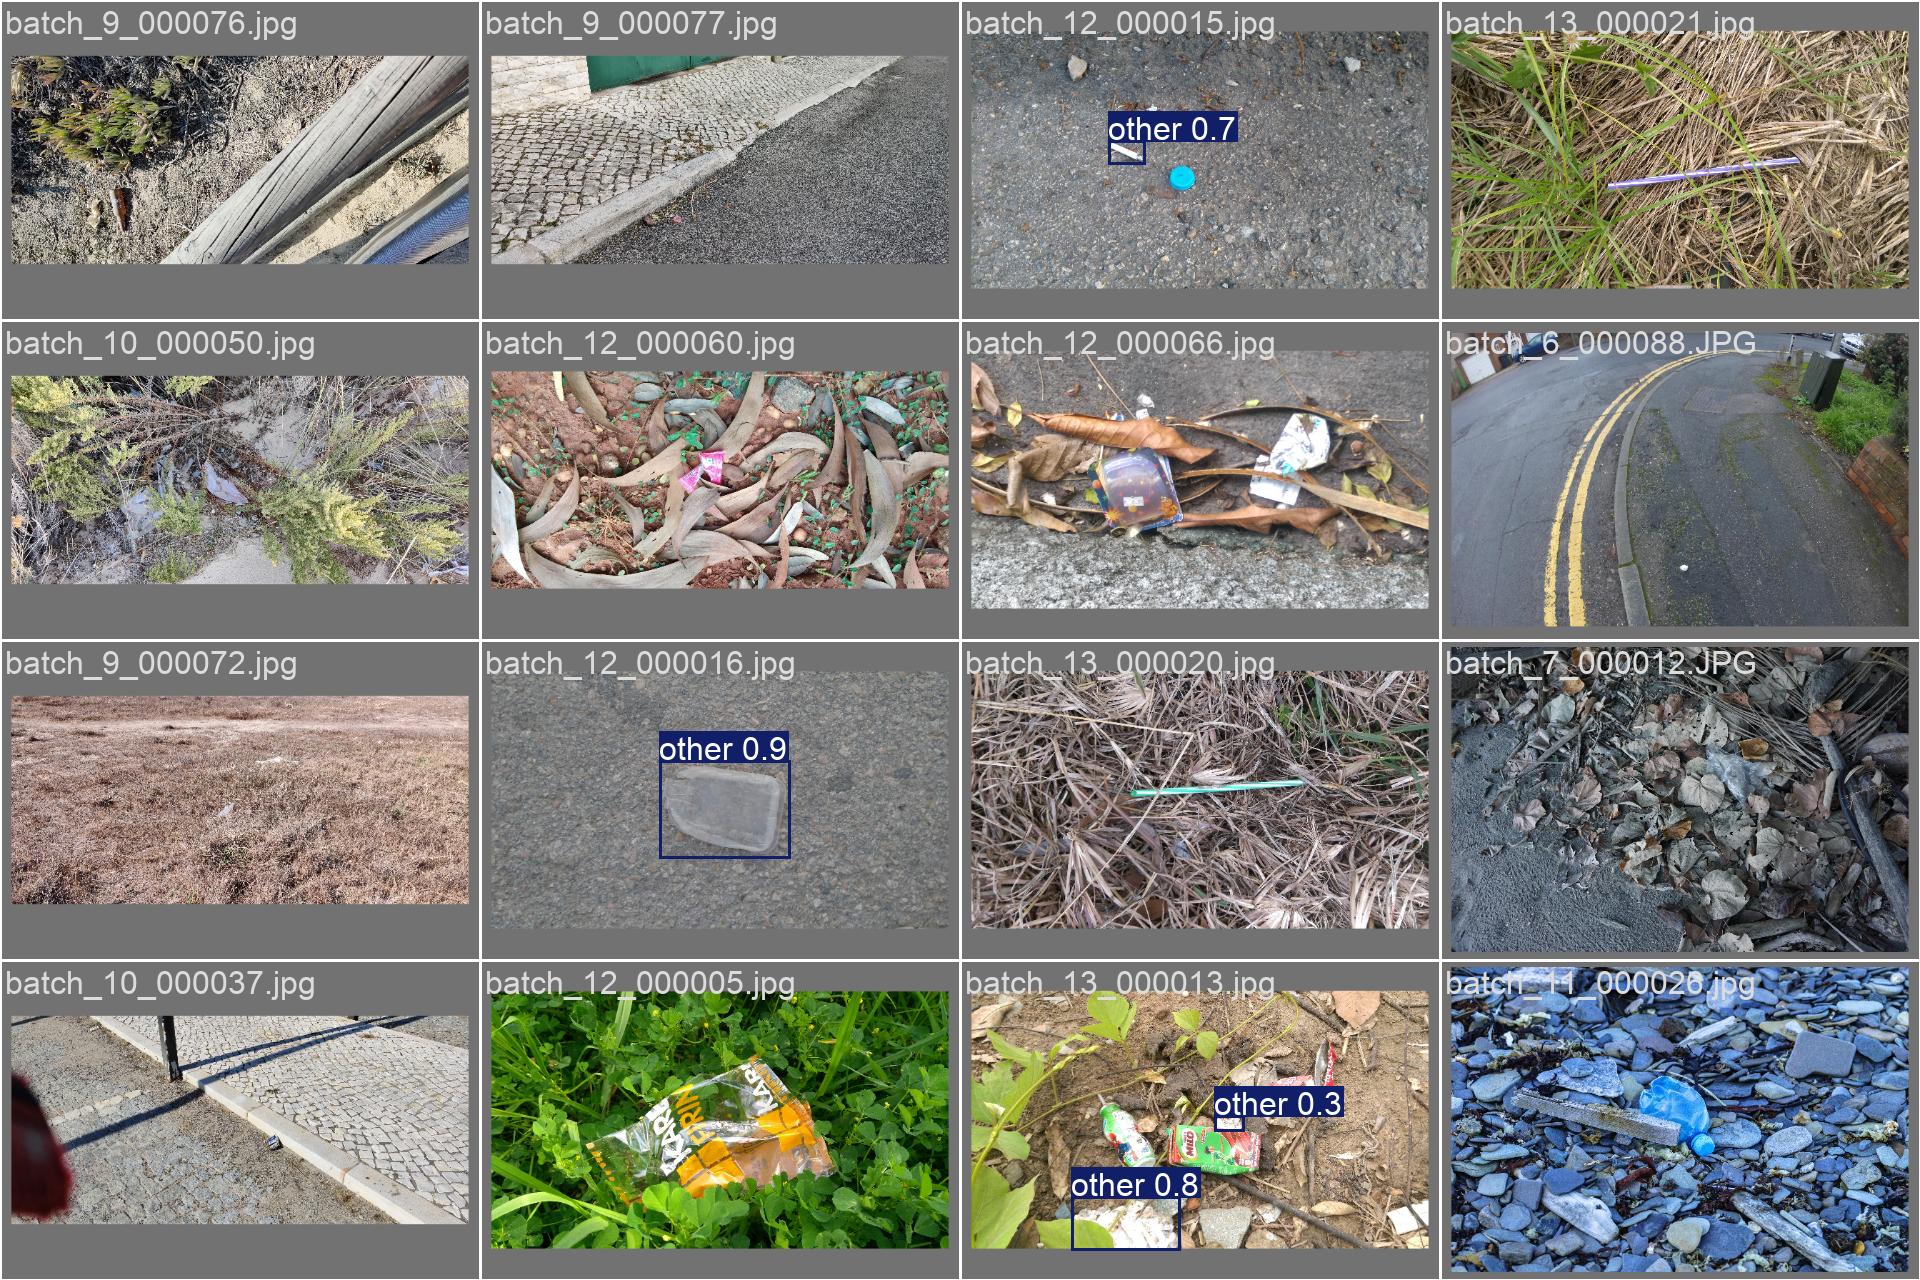 batch_9_000076.jpg
batch_9_000077.jpg
batch_12_000015.jpg
batch_13_000021.jpg
other 0.7
batch_10_000050.jpg
batch_12_000060.jpg
batch_12_000066.jpg
batch_6_000088.JPG
batch_9_000072.jpg
batch_12_000016.jpg
batch_13_000020.jpg
batch_7_000012.JPG
other 0.9
batch_10_000037.jpg
batch_12_000005.jpg
batch_13_000013.jpg
batch_11_000026.jpg
other 0.3
MILO
other 0.8